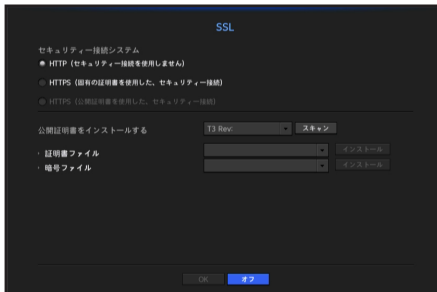 SSL
セキュリティー接続システム
HTTP（セキュリティー接続を使用しません）
HTTPS（固有の証明書を使用した、セキュリティー接続）
HTTPS（公開証明書を使用した、セキュリティー接続）
公開証明書をインストールする T3 Rev: スキャン
・ 証明書ファイル インストール
・ 暗号ファイル インストール
OK オフ